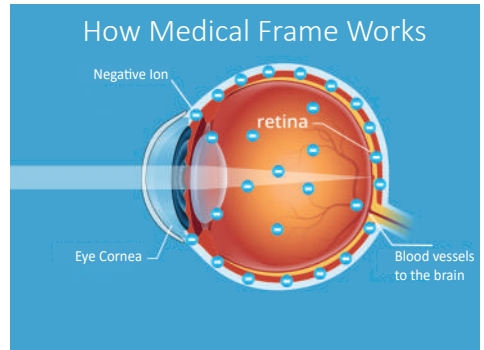 How Medical Frame Works
Negative Ion
retina
Eye Cornea
Blood vessels
to the brain